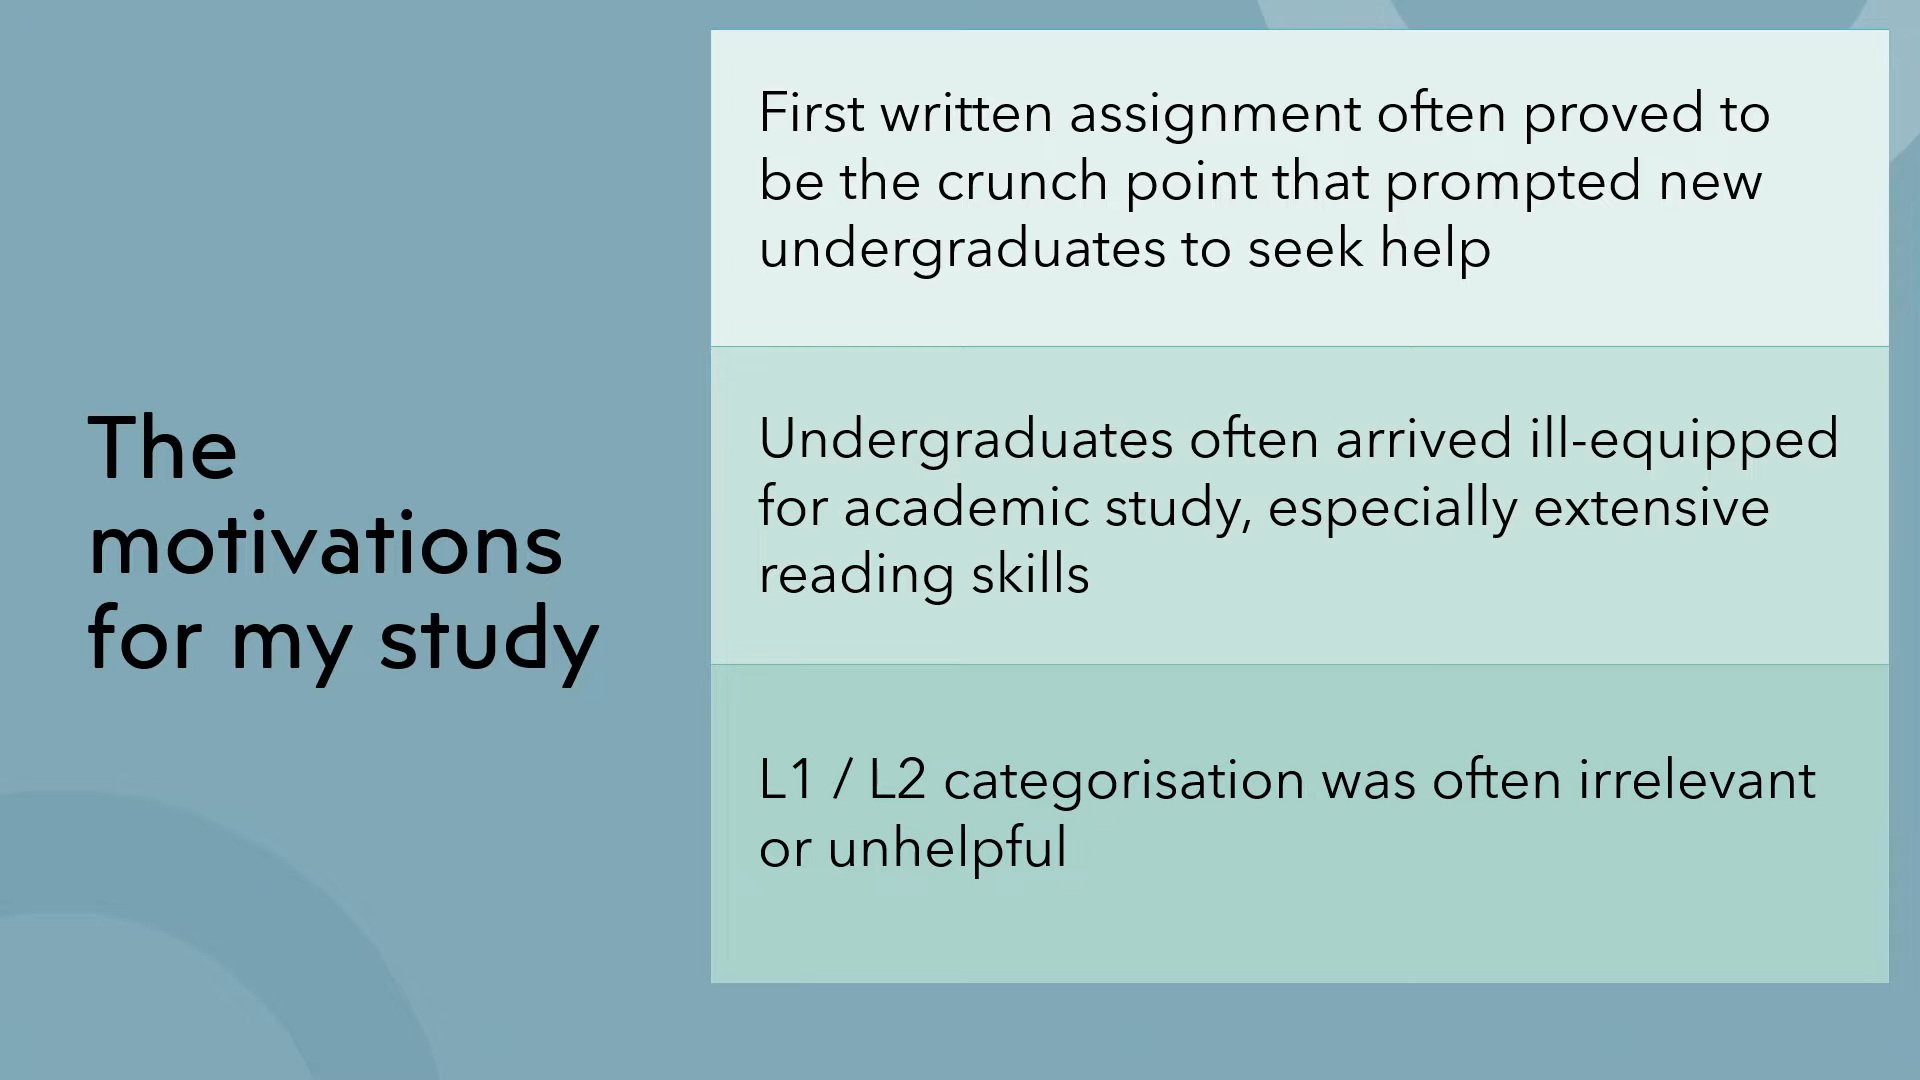 The
motivations
for my study
First written assignment often proved to
be the crunch point that prompted new
undergraduates to seek help
Undergraduates often arrived ill-equipped
for academic study, especially extensive
reading skills
L1 / L2 categorisation was often irrelevant
or unhelpful